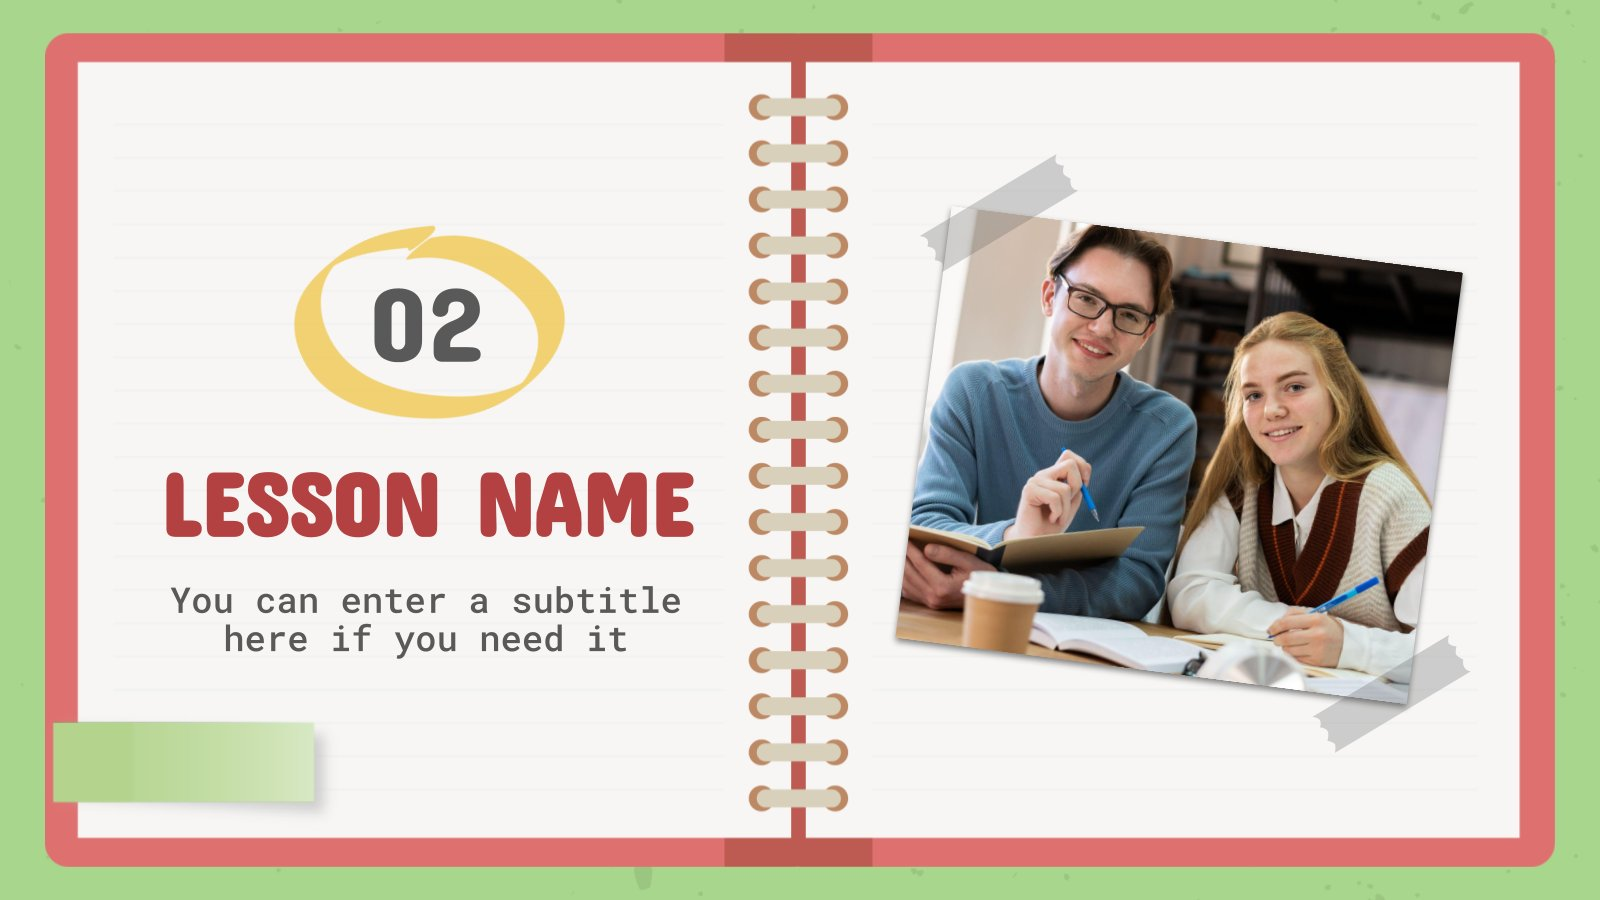 02
LESSON NAME
You can enter a subtitle
here if you need it